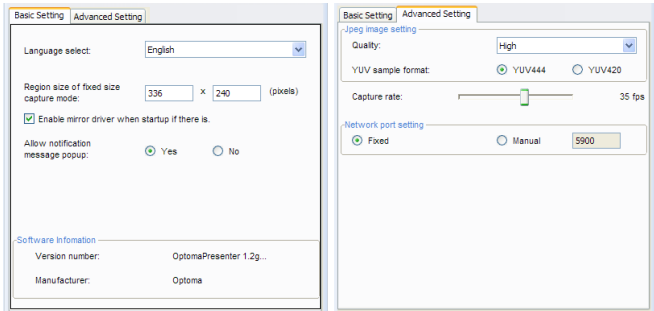 Basic Setting Advanced Setting
Language select: English
Region size of fixed size
capture mode: 336 x 240 (pixels)
Enable mirror driver when startup if there is.
Allow notification
message popup: Yes No
Software Infomation
Version number: OptomaPresenter 1.2g...
Manufacturer: Optoma
Basic Setting Advanced Setting
Jpeg image setting
Quality: High
YUV sample format: YUV444 YUV420
Capture rate: 35 fps
Network port setting
Fixed Manual 5900